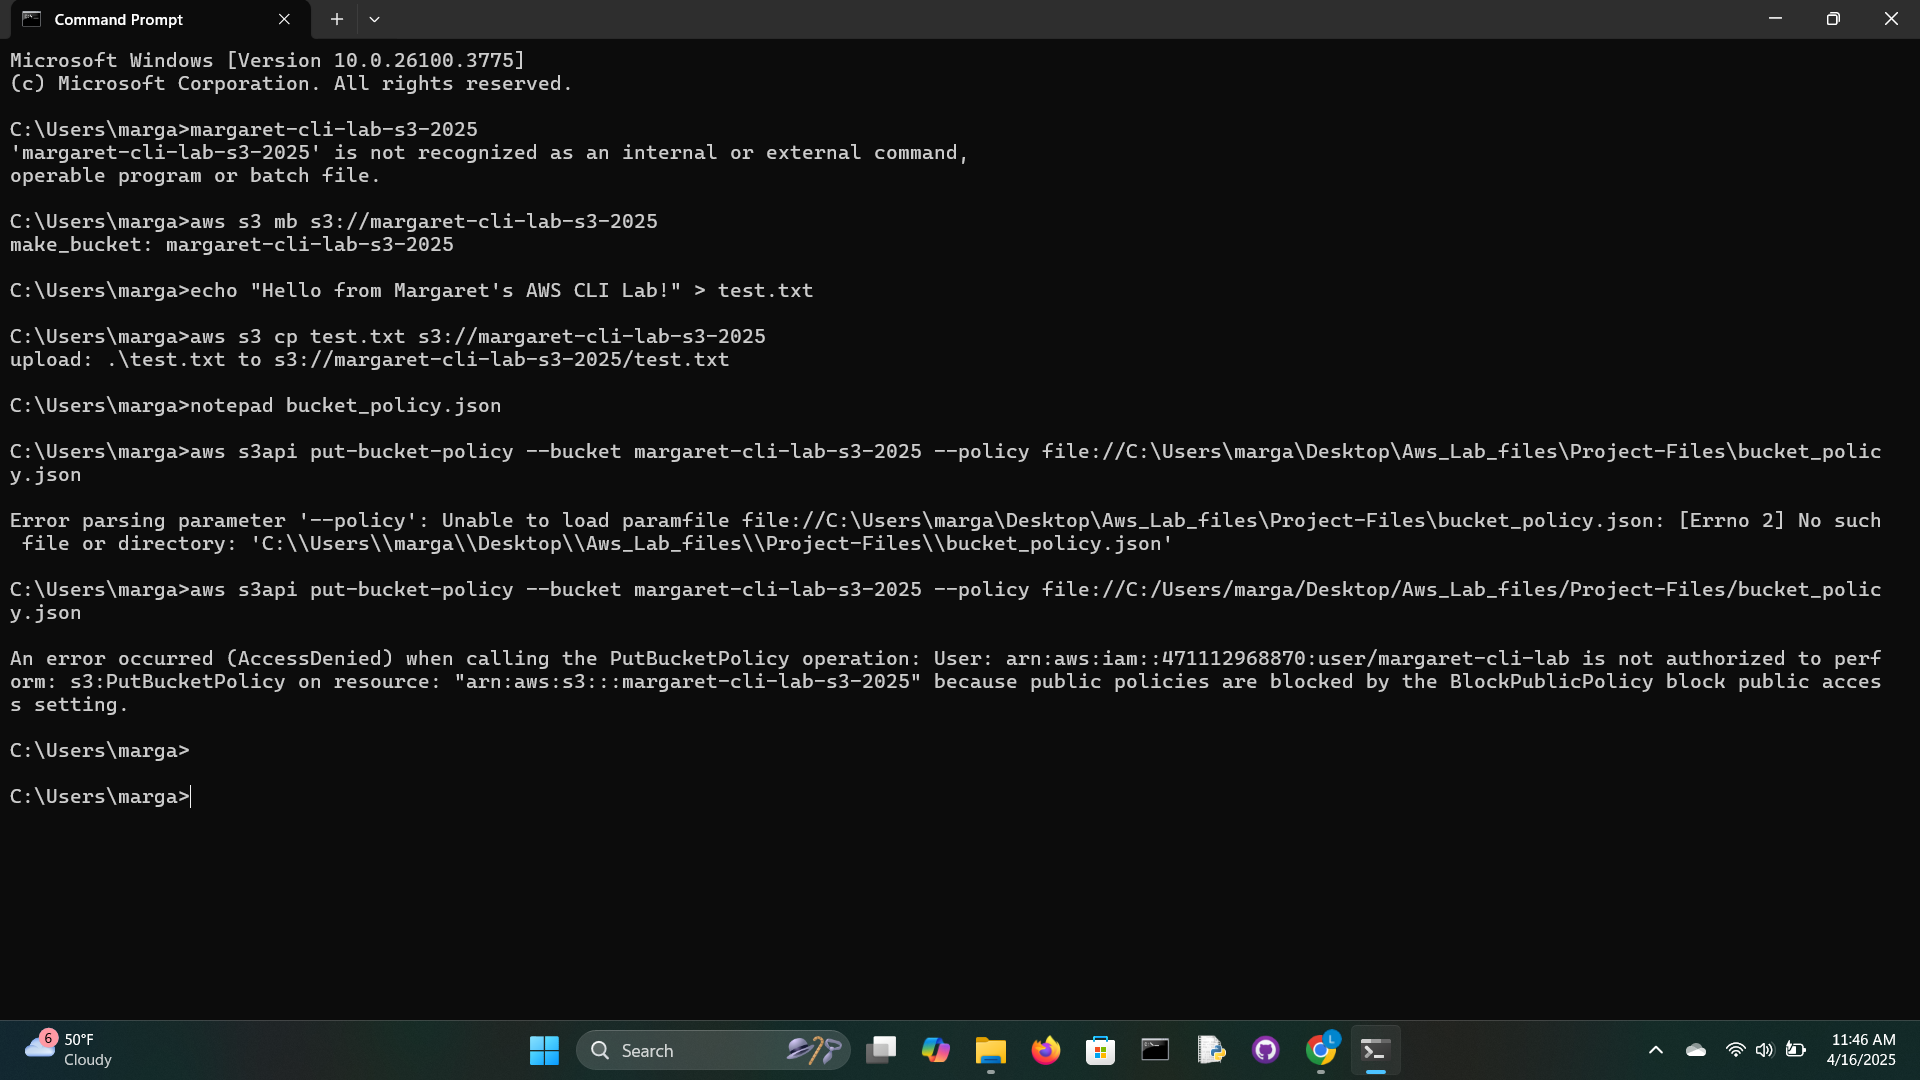 Command Prompt
Microsoft Windows [Version 10.0.26100.3775]
(c) Microsoft Corporation. All rights reserved.
C:\Users\marga>margaret-cli-lab-s3-2025
'margaret-cli-lab-s3-2025' is not recognized as an internal or external command,
operable program or batch file.
C:\Users\marga>aws s3 mb s3://margaret-cli-lab-s3-2025
make_bucket: margaret-cli-lab-s3-2025
C:\Users\marga>echo "Hello from Margaret's AWS CLI Lab!" > test.txt
C:\Users\marga>aws s3 cp test.txt s3://margaret-cli-lab-s3-2025
upload: .\test.txt to s3://margaret-cli-lab-s3-2025/test.txt
C:\Users\marga>notepad bucket_policy.json
C:\Users\marga>aws s3api put-bucket-policy --bucket margaret-cli-lab-s3-2025 --policy file://C:\Users\marga\Desktop\Aws_Lab_files\Project-Files\bucket_polic
y.json
Error parsing parameter '--policy': Unable to load paramfile file://C:\Users\marga\Desktop\Aws_Lab_files\Project-Files\bucket_policy.json: [Errno 2] No such
 file or directory: 'C:\\Users\\marga\\Desktop\\Aws_Lab_files\\Project-Files\\bucket_policy.json'
C:\Users\marga>aws s3api put-bucket-policy --bucket margaret-cli-lab-s3-2025 --policy file://C:/Users/marga/Desktop/Aws_Lab_files/Project-Files/bucket_polic
y.json
An error occurred (AccessDenied) when calling the PutBucketPolicy operation: User: arn:aws:iam::471112968870:user/margaret-cli-lab is not authorized to perf
orm: s3:PutBucketPolicy on resource: "arn:aws:s3:::margaret-cli-lab-s3-2025" because public policies are blocked by the BlockPublicPolicy block public acces
s setting.
C:\Users\marga>
C:\Users\marga>
6
50°F
Cloudy
Search
L
11:46 AM
4/16/2025